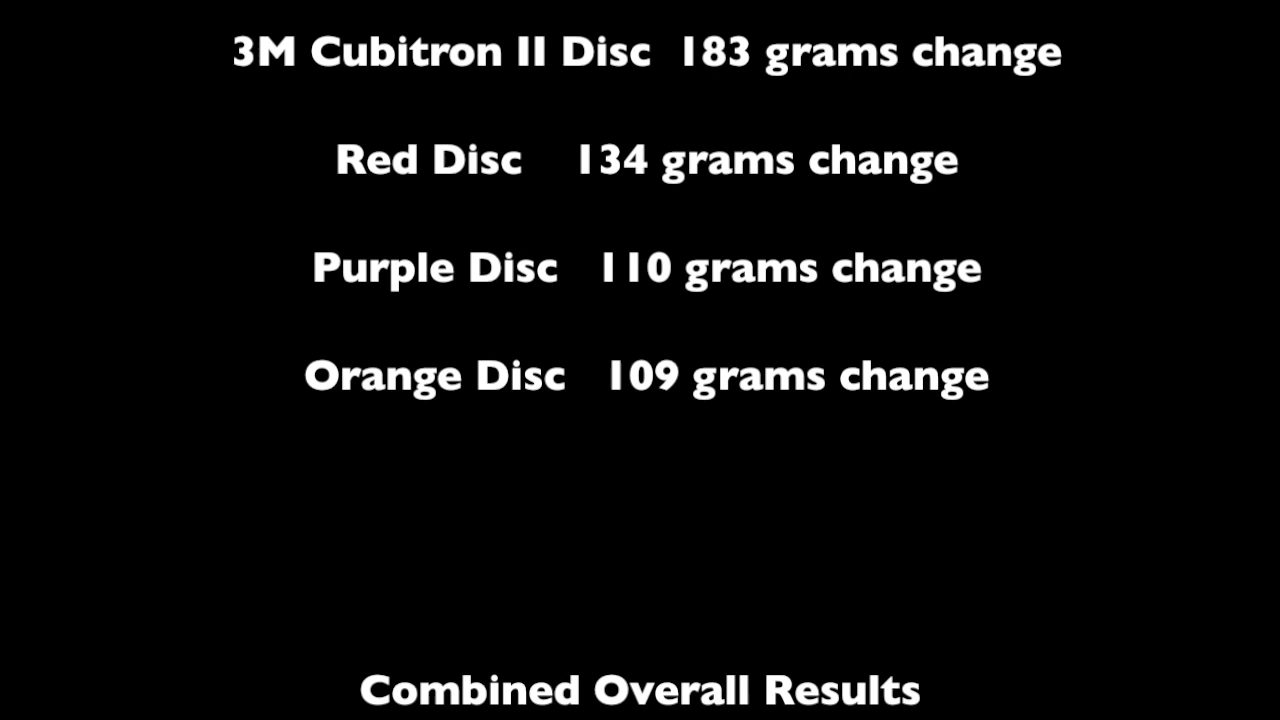 3M Cubitron II Disc 183 grams change
Red Disc 134 grams change
Purple Disc 110 grams change
Orange Disc 109 grams change
Combined Overall Results